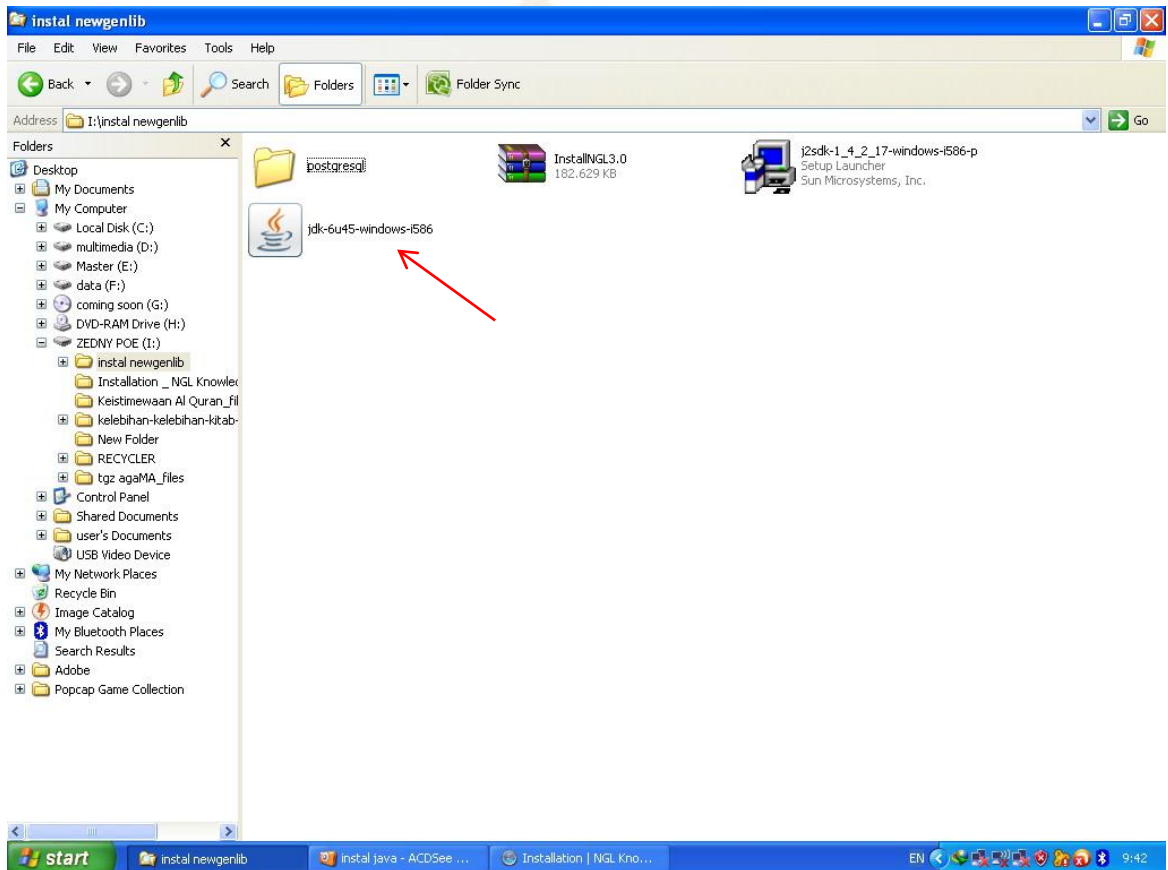 instal newgenlib
File Edit View Favorites Tools Help
Back Search Folders Folder Sync
Address I:\instal newgenlib Go
Folders
Desktop
My Documents
My Computer
Local Disk (C:)
multimedia (D:)
Master (E:)
data (F:)
coming soon (G:)
DVD-RAM Drive (H:)
ZEDNY POE (I:)
instal newgenlib
Installation _ NGL Knowled
Keistimewaan Al Quran_fil
kelebihan-kelebihan-kitab-
New Folder
RECYCLER
tgz agaMA_files
Control Panel
Shared Documents
user's Documents
USB Video Device
My Network Places
Recycle Bin
Image Catalog
My Bluetooth Places
Search Results
Adobe
Popcap Game Collection
postgresql
InstallNGL3.0
182.629 KB
j2sdk-1_4_2_17-windows-i586-p
Setup Launcher
Sun Microsystems, Inc.
jdk-6u45-windows-i586
start instal newgenlib instal java - ACDSee ... Installation | NGL Kno... EN 9:42